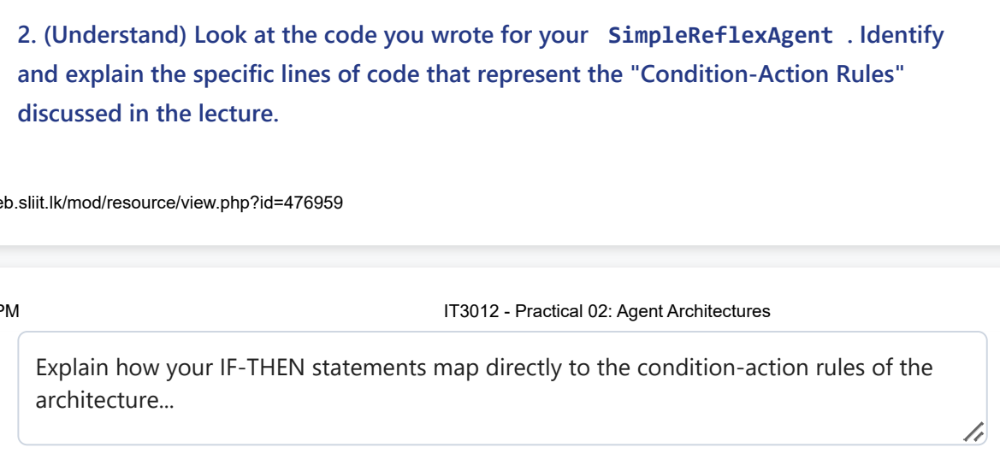 2. (Understand) Look at the code you wrote for your SimpleReflexAgent . Identify
and explain the specific lines of code that represent the "Condition-Action Rules"
discussed in the lecture.
eb.sliit.lk/mod/resource/view.php?id=476959
PM IT3012 - Practical 02: Agent Architectures
Explain how your IF-THEN statements map directly to the condition-action rules of the
architecture...